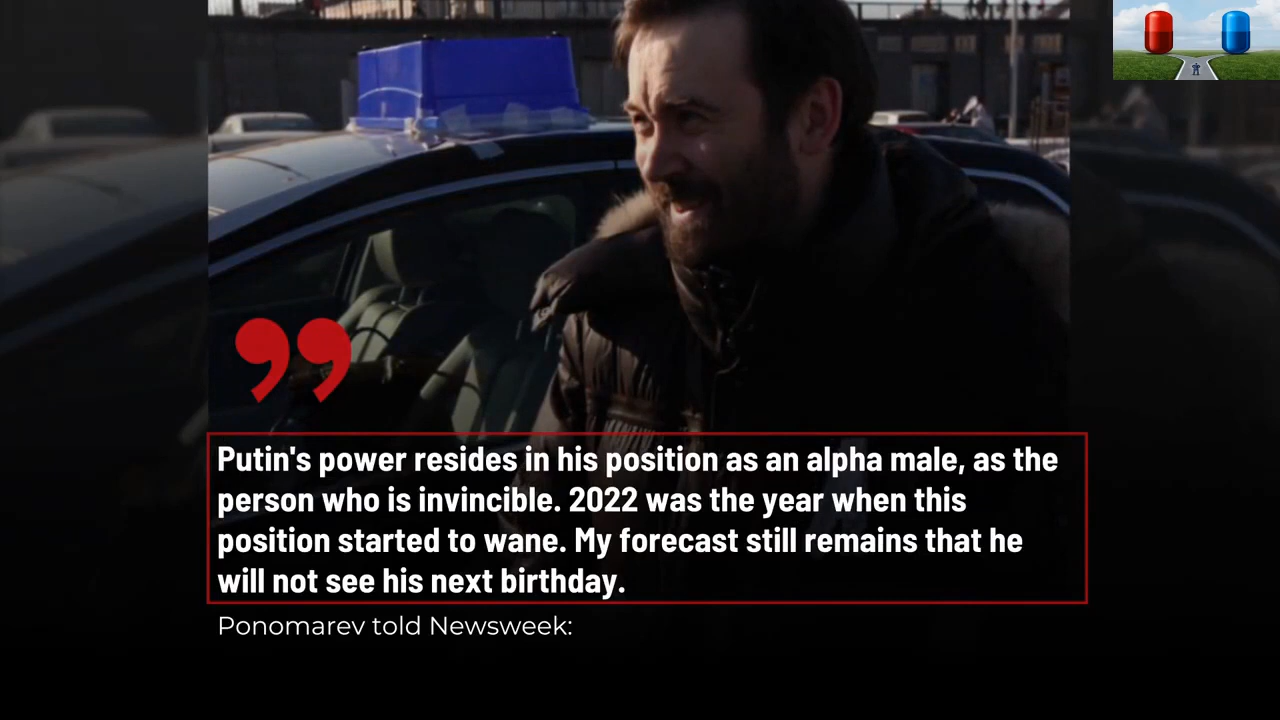 ”
Putin's power resides in his position as an alpha male, as the
person who is invincible. 2022 was the year when this
position started to wane. My forecast still remains that he
will not see his next birthday.
Ponomarev told Newsweek: